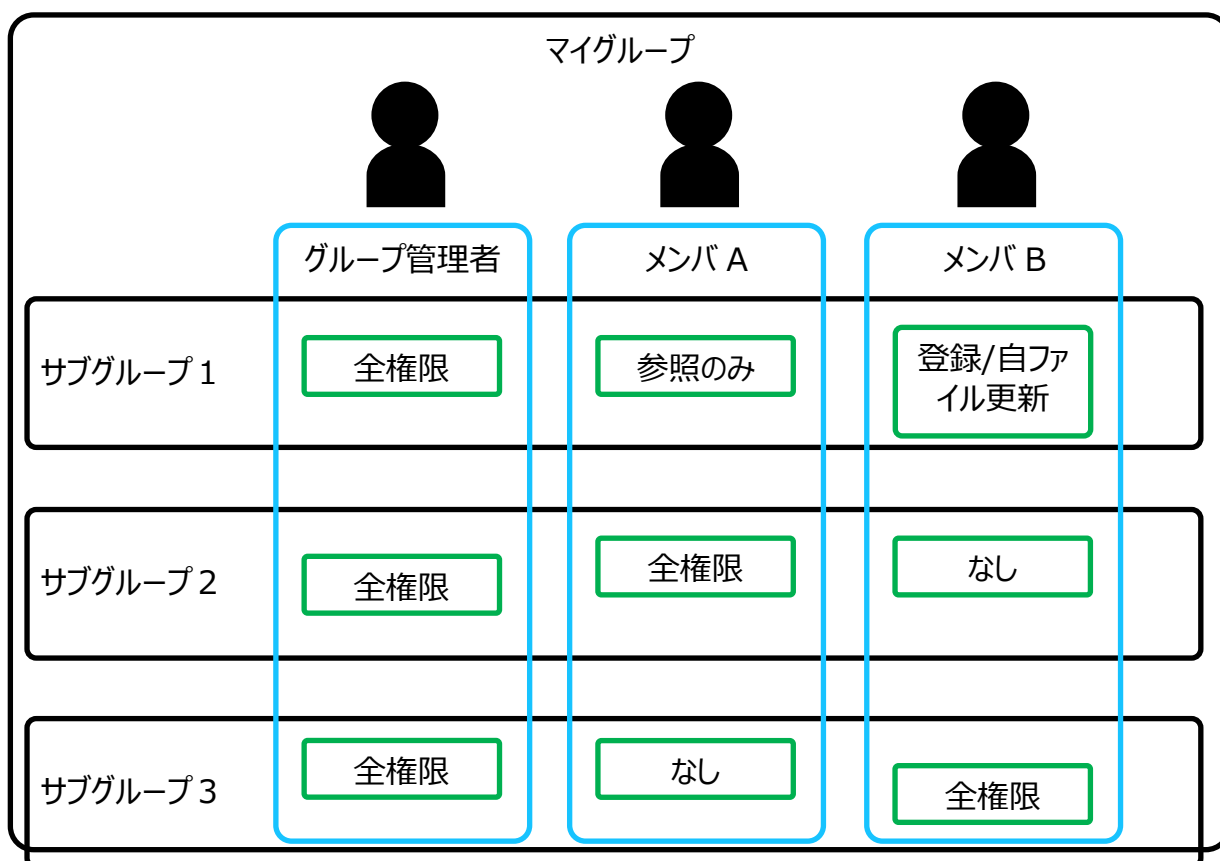 マイグループ
グループ管理者
メンバ A
メンバ B
サブグループ 1
全権限
参照のみ
登録/自ファ
イル更新
サブグループ 2
全権限
全権限
なし
サブグループ 3
全権限
なし
全権限